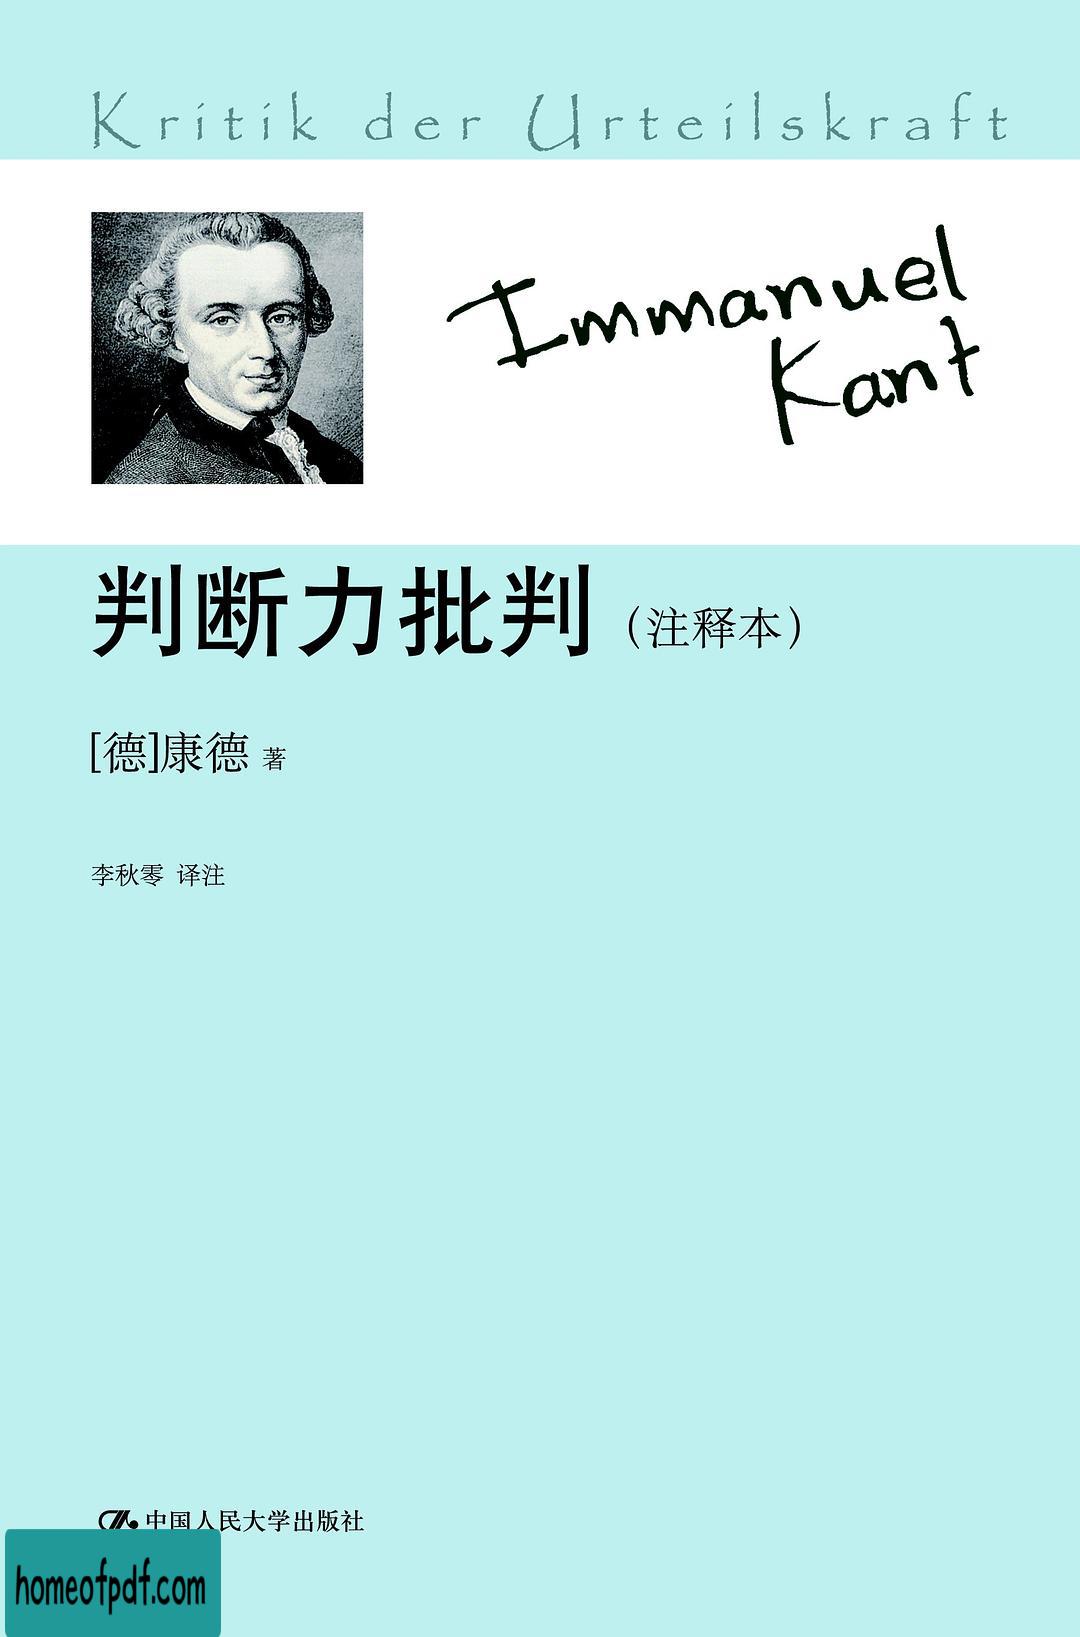 Kritik der Urteilskraft
Immanuel
Kant
判断力批判（注释本）
[德]康德 著
李秋零 译注
中国人民大学出版社
homeofpdf.com